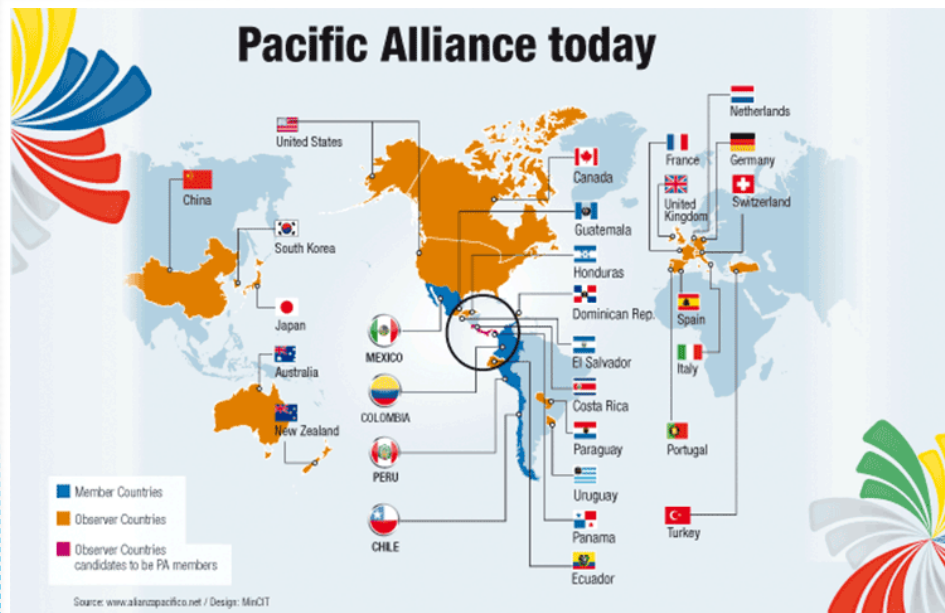 Pacific Alliance today
United States
China
South Korea
Japan
Australia
New Zealand
MEXICO
COLOMBIA
PERU
CHILE
Canada
Guatemala
Honduras
Dominican Rep.
El Salvador
Costa Rica
Paraguay
Uruguay
Panama
Ecuador
Netherlands
France
Germany
United
Kingdom
Switzerland
Spain
Italy
Portugal
Turkey
Member Countries
Observer Countries
Observer Countries
candidates to be PA members
Source: www.alianzapacifico.net / Design: MinCIT